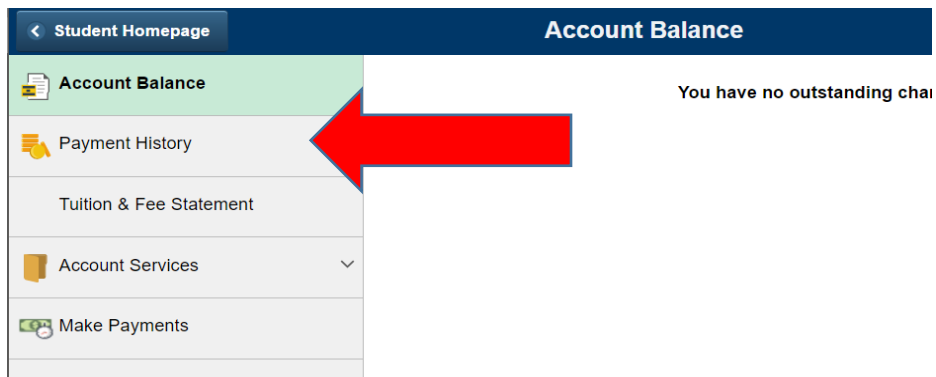 Student Homepage
Account Balance
Account Balance
You have no outstanding
Payment History
Tuition & Fee Statement
Account Services
Make Payments